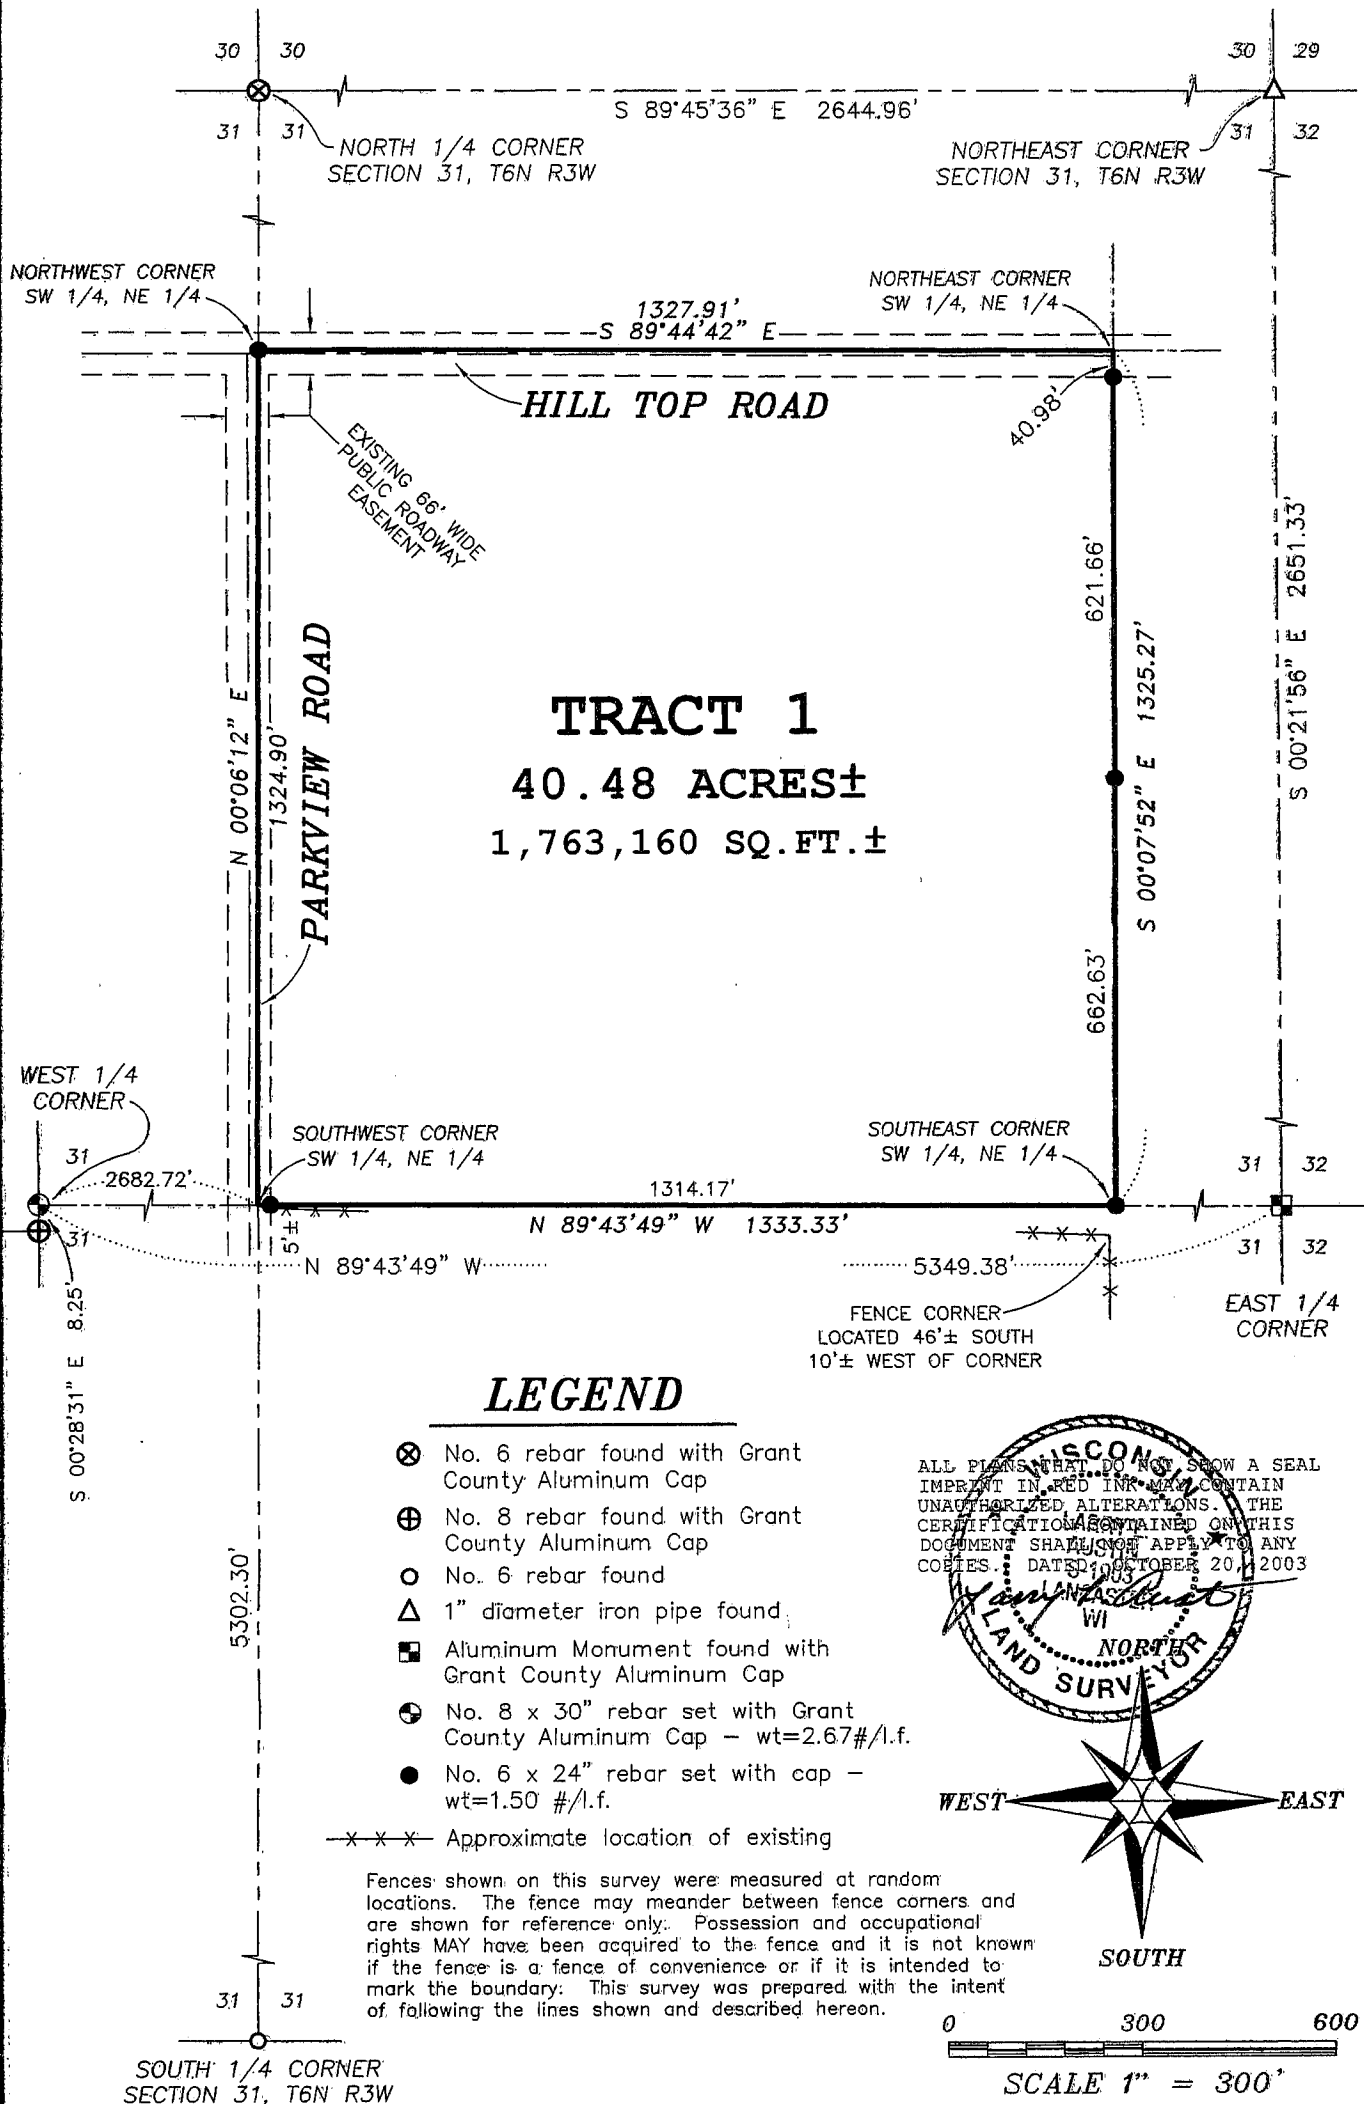 30 30
30 29
S 89°45'36" E 2644.96'
31 31
31 32
NORTH 1/4 CORNER
SECTION 31, T6N R3W
NORTHEAST CORNER
SECTION 31, T6N R3W
NORTHWEST CORNER
SW 1/4, NE 1/4
NORTHEAST CORNER
SW 1/4, NE 1/4
1327.91'
S 89°44'42" E
HILL TOP ROAD
40.98'
EXISTING 66' WIDE
PUBLIC ROADWAY
EASEMENT
621.66'
S 00°21'56" E 2651.33'
S 00°07'52" E 1325.27'
N 00°06'12" E
1324.90'
PARKVIEW ROAD
TRACT 1
40.48 ACRES±
1,763,160 SQ.FT.±
662.63'
WEST 1/4
CORNER
31
2682.72'
31
SOUTHWEST CORNER
SW 1/4, NE 1/4
SOUTHEAST CORNER
SW 1/4, NE 1/4
31 32
1314.17'
N 89°43'49" W 1333.33'
5'±
31 32
N 89°43'49" W
5349.38'
EAST 1/4
CORNER
FENCE CORNER
LOCATED 46'± SOUTH
10'± WEST OF CORNER
S 00°28'31" E 8.25'
LEGEND
No. 6 rebar found with Grant
County Aluminum Cap
No. 8 rebar found with Grant
County Aluminum Cap
No. 6 rebar found
1" diameter iron pipe found
Aluminum Monument found with
Grant County Aluminum Cap
No. 8 x 30" rebar set with Grant
County Aluminum Cap – wt=2.67#/l.f.
No. 6 x 24" rebar set with cap –
wt=1.50 #/l.f.
Approximate location of existing
Fences shown on this survey were measured at random
locations. The fence may meander between fence corners and
are shown for reference only. Possession and occupational
rights MAY have been acquired to the fence and it is not known
if the fence is a fence of convenience or if it is intended to
mark the boundary. This survey was prepared with the intent
of following the lines shown and described hereon.
5302.30'
31 31
SOUTH 1/4 CORNER
SECTION 31, T6N R3W
ALL PLANS THAT DO NOT SHOW A SEAL
IMPRINT IN RED INK MAY CONTAIN
UNAUTHORIZED ALTERATIONS. THE
CERTIFICATION CONTAINED ON THIS
DOCUMENT SHALL NOT APPLY TO ANY
COPIES. DATED: OCTOBER 20, 2003
WISCONSIN
AUSTIN
LANCASTER
WI
LAND SURVEYOR
NORTH
WEST
EAST
SOUTH
0 300 600
SCALE 1" = 300'